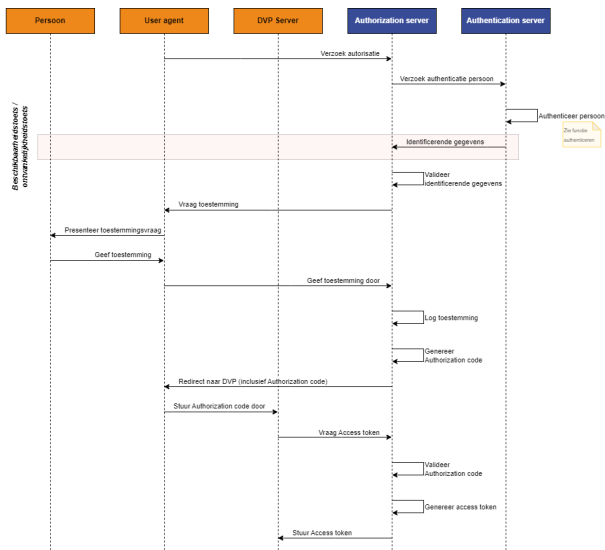 Persoon
User agent
DVP Server
Authorization server
Authentication server
Verzoek autorisatie
Verzoek authenticatie persoon
Authenticeer persoon
Zie functie
authenticeren
Beschikbaarheidstoets /
ontvankelijkheidstoets
Identificerende gegevens
Valideer
identificerende gegevens
Vraag toestemming
Presenteer toestemmingsvraag
Geef toestemming
Geef toestemming door
Log toestemming
Genereer
Authorization code
Redirect naar DVP (inclusief Authorization code)
Stuur Authorization code door
Vraag Access token
Valideer
Authorization code
Genereer access token
Stuur Access token